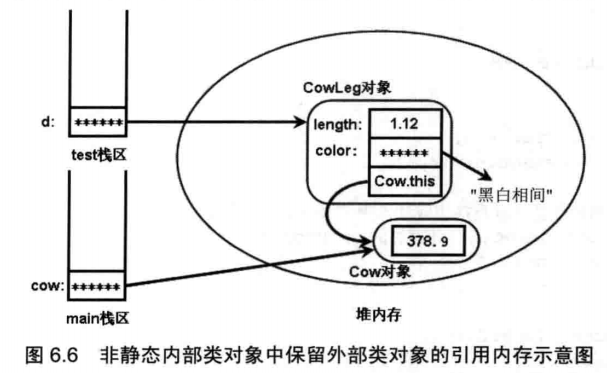 CowLeg对象
d:
******
length:
1.12
color:
******
test栈区
Cow.this
"黑白相间"
378.9
Cow对象
cow:
******
main栈区
堆内存
图 6.6 非静态内部类对象中保留外部类对象的引用内存示意图